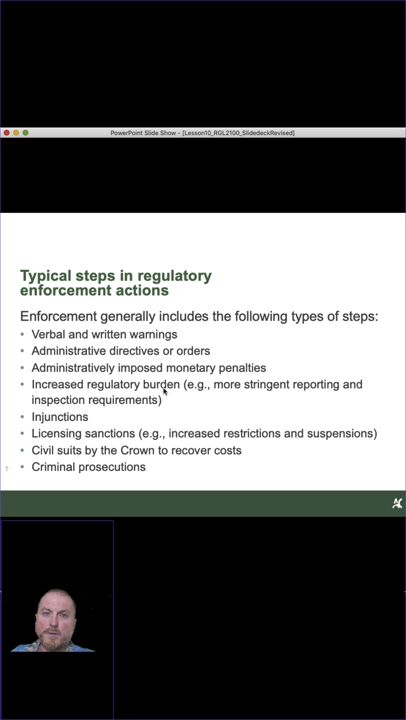 PowerPoint Slide Show - [Lesson10_RGL2100_SlidedeckRevised]
Typical steps in regulatory
enforcement actions
Enforcement generally includes the following types of steps:
• Verbal and written warnings
• Administrative directives or orders
• Administratively imposed monetary penalties
• Increased regulatory burden (e.g., more stringent reporting and
inspection requirements)
• Injunctions
• Licensing sanctions (e.g., increased restrictions and suspensions)
• Civil suits by the Crown to recover costs
• Criminal prosecutions
7